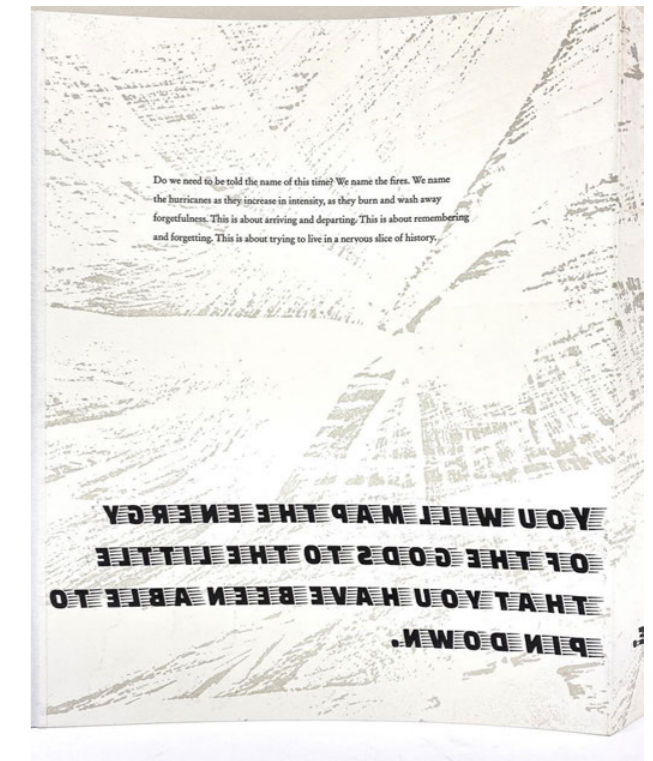 Do we need to be told the name of this time? We name the fires. We name
the hurricanes as they increase in intensity, as they burn and wash away
forgetfulness. This is about arriving and departing. This is about remembering
and forgetting. This is about trying to live in a nervous slice of history.
YOU WILL MAP THE ENERGY
OF THE GODS TO THE LITTLE
THAT YOU HAVE BEEN ABLE TO
PIN DOWN.